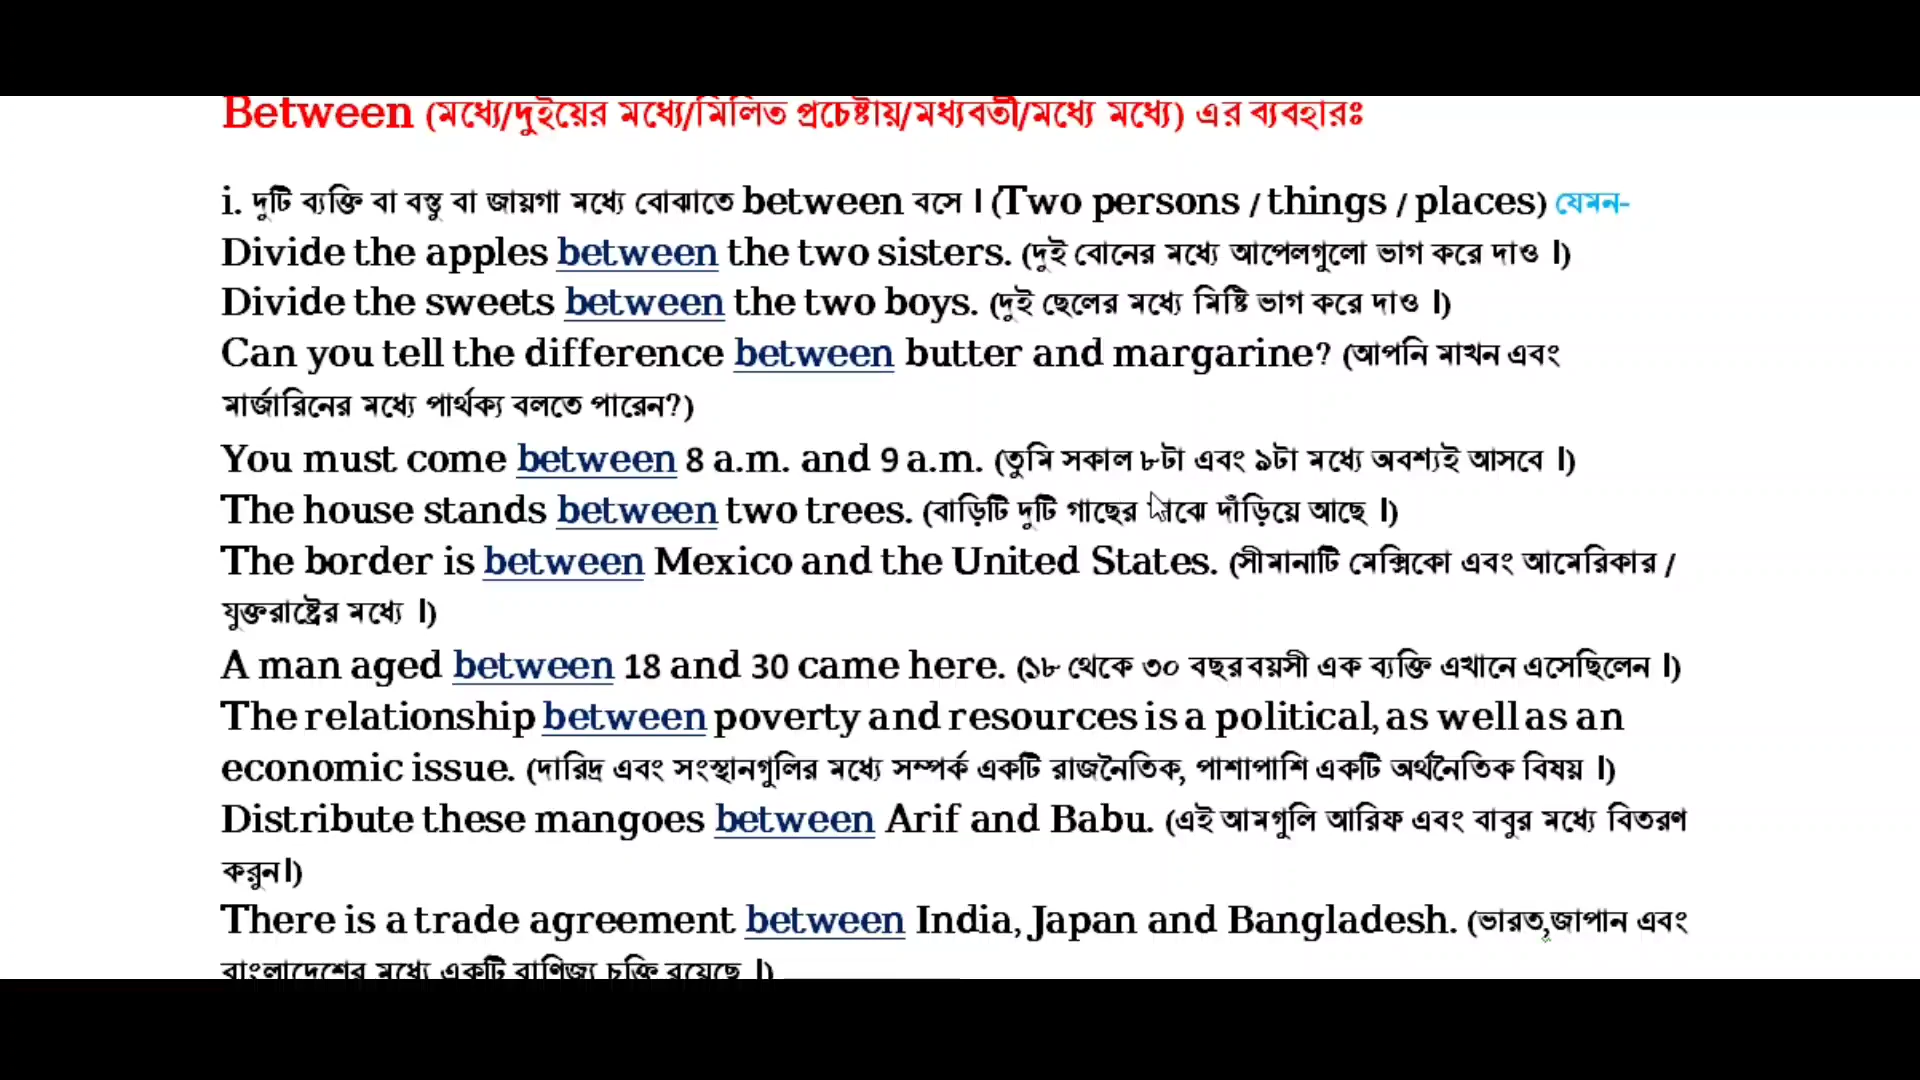 Between (মধ্যে/দুইয়ের মধ্যে/মিলিত প্রচেষ্টায়/মধ্যবর্তী/মধ্যে মধ্যে) এর ব্যবহারঃ
i. দুটি ব্যক্তি বা বস্তু বা জায়গা মধ্যে বোঝাতে between বসে । (Two persons / things / places) যেমন-
Divide the apples between the two sisters. (দুই বোনের মধ্যে আপেলগুলো ভাগ করে দাও ।)
Divide the sweets between the two boys. (দুই ছেলের মধ্যে মিষ্টি ভাগ করে দাও ।)
Can you tell the difference between butter and margarine? (আপনি মাখন এবং
মার্জারিনের মধ্যে পার্থক্য বলতে পারেন?)
You must come between 8 a.m. and 9 a.m. (তুমি সকাল ৮টা এবং ৯টা মধ্যে অবশ্যই আসবে ।)
The house stands between two trees. (বাড়িটি দুটি গাছের মাঝে দাঁড়িয়ে আছে ।)
The border is between Mexico and the United States. (সীমানাটি মেক্সিকো এবং আমেরিকার /
যুক্তরাষ্ট্রের মধ্যে ।)
A man aged between 18 and 30 came here. (১৮ থেকে ৩০ বছর বয়সী এক ব্যক্তি এখানে এসেছিলেন ।)
The relationship between poverty and resources is a political, as well as an
economic issue. (দারিদ্র এবং সংস্থানগুলির মধ্যে সম্পর্ক একটি রাজনৈতিক, পাশাপাশি একটি অর্থনৈতিক বিষয় ।)
Distribute these mangoes between Arif and Babu. (এই আমগুলি আরিফ এবং বাবুর মধ্যে বিতরণ
করুন।)
There is a trade agreement between India, Japan and Bangladesh. (ভারত,জাপান এবং
বাংলাদেশের মধ্যে একটি বাণিজ্য চুক্তি রয়েছে ।)